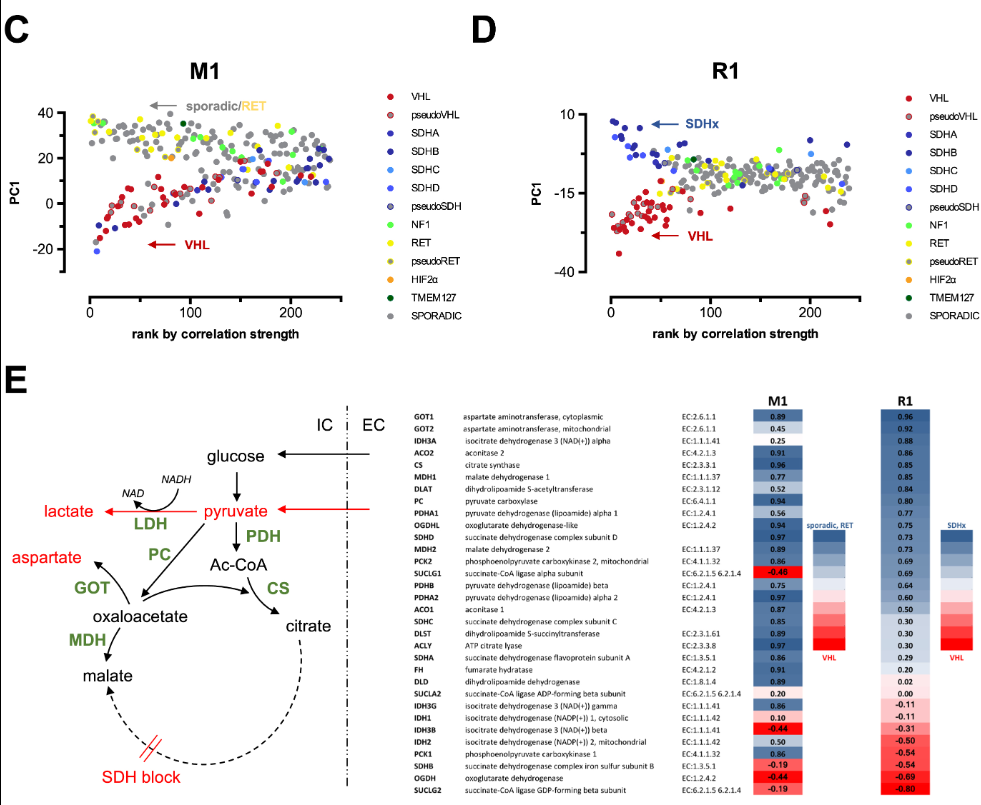 C
D
M1
R1
sporadic/RET
VHL
PC1
40
20
0
-20
0
100
200
rank by correlation strength
VHL
pseudoVHL
SDHA
SDHB
SDHC
SDHD
pseudoSDH
NF1
RET
pseudoRET
HIF2α
TMEM127
SPORADIC
SDHx
VHL
PC1
10
-15
-40
0
100
200
rank by correlation strength
VHL
pseudoVHL
SDHA
SDHB
SDHC
SDHD
pseudoSDH
NF1
RET
pseudoRET
HIF2α
TMEM127
SPORADIC
E
IC EC
glucose
NAD NADH
lactate pyruvate
LDH
PDH
PC
aspartate
Ac-CoA
GOT
CS
oxaloacetate
citrate
MDH
malate
SDH block
M1 R1
GOT1 aspartate aminotransferase, cytoplasmic EC:2.6.1.1 0.89 0.96
GOT2 aspartate aminotransferase, mitochondrial EC:2.6.1.1 0.45 0.92
IDH3A isocitrate dehydrogenase 3 (NAD(+)) alpha EC:1.1.1.41 0.25 0.88
ACO2 aconitase 2 EC:4.2.1.3 0.91 0.86
CS citrate synthase EC:2.3.3.1 0.96 0.85
MDH1 malate dehydrogenase 1 EC:1.1.1.37 0.77 0.85
DLAT dihydrolipoamide S-acetyltransferase EC:2.3.1.12 0.52 0.84
PC pyruvate carboxylase EC:6.4.1.1 0.94 0.80
PDHA1 pyruvate dehydrogenase (lipoamide) alpha 1 EC:1.2.4.1 0.56 0.77
OGDHL oxoglutarate dehydrogenase-like EC:1.2.4.2 0.94 0.75
SDHD succinate dehydrogenase complex subunit D 0.97 0.73
MDH2 malate dehydrogenase 2 EC:1.1.1.37 0.89 0.73
PCK2 phosphoenolpyruvate carboxykinase 2, mitochondrial EC:4.1.1.32 0.86 0.69
SUCLG1 succinate-CoA ligase alpha subunit EC:6.2.1.5 6.2.1.4 -0.46 0.69
PDHB pyruvate dehydrogenase (lipoamide) beta EC:1.2.4.1 0.75 0.64
PDHA2 pyruvate dehydrogenase (lipoamide) alpha 2 EC:1.2.4.1 0.97 0.60
ACO1 aconitase 1 EC:4.2.1.3 0.87 0.50
SDHC succinate dehydrogenase complex subunit C 0.85 0.30
DLST dihydrolipoamide S-succinyltransferase EC:2.3.1.61 0.89 0.30
ACLY ATP citrate lyase EC:2.3.3.8 0.97 0.30
SDHA succinate dehydrogenase flavoprotein subunit A EC:1.3.5.1 0.86 0.29
FH fumarate hydratase EC:4.2.1.2 0.91 0.20
DLD dihydrolipoamide dehydrogenase EC:1.8.1.4 0.89 0.02
SUCLA2 succinate-CoA ligase ADP-forming beta subunit EC:6.2.1.5 6.2.1.4 0.20 0.00
IDH3G isocitrate dehydrogenase 3 (NAD(+)) gamma EC:1.1.1.41 0.86 -0.11
IDH1 isocitrate dehydrogenase (NADP(+)) 1, cytosolic EC:1.1.1.42 0.10 -0.11
IDH3B isocitrate dehydrogenase 3 (NAD(+)) beta EC:1.1.1.41 -0.44 -0.31
IDH2 isocitrate dehydrogenase (NADP(+)) 2, mitochondrial EC:1.1.1.42 0.50 -0.50
PCK1 phosphoenolpyruvate carboxykinase 1 EC:4.1.1.32 0.86 -0.54
SDHB succinate dehydrogenase complex iron sulfur subunit B EC:1.3.5.1 -0.19 -0.54
OGDH oxoglutarate dehydrogenase EC:1.2.4.2 -0.44 -0.69
SUCLG2 succinate-CoA ligase GDP-forming beta subunit EC:6.2.1.5 6.2.1.4 -0.19 -0.80
sporadic, RET
VHL
SDHx
VHL